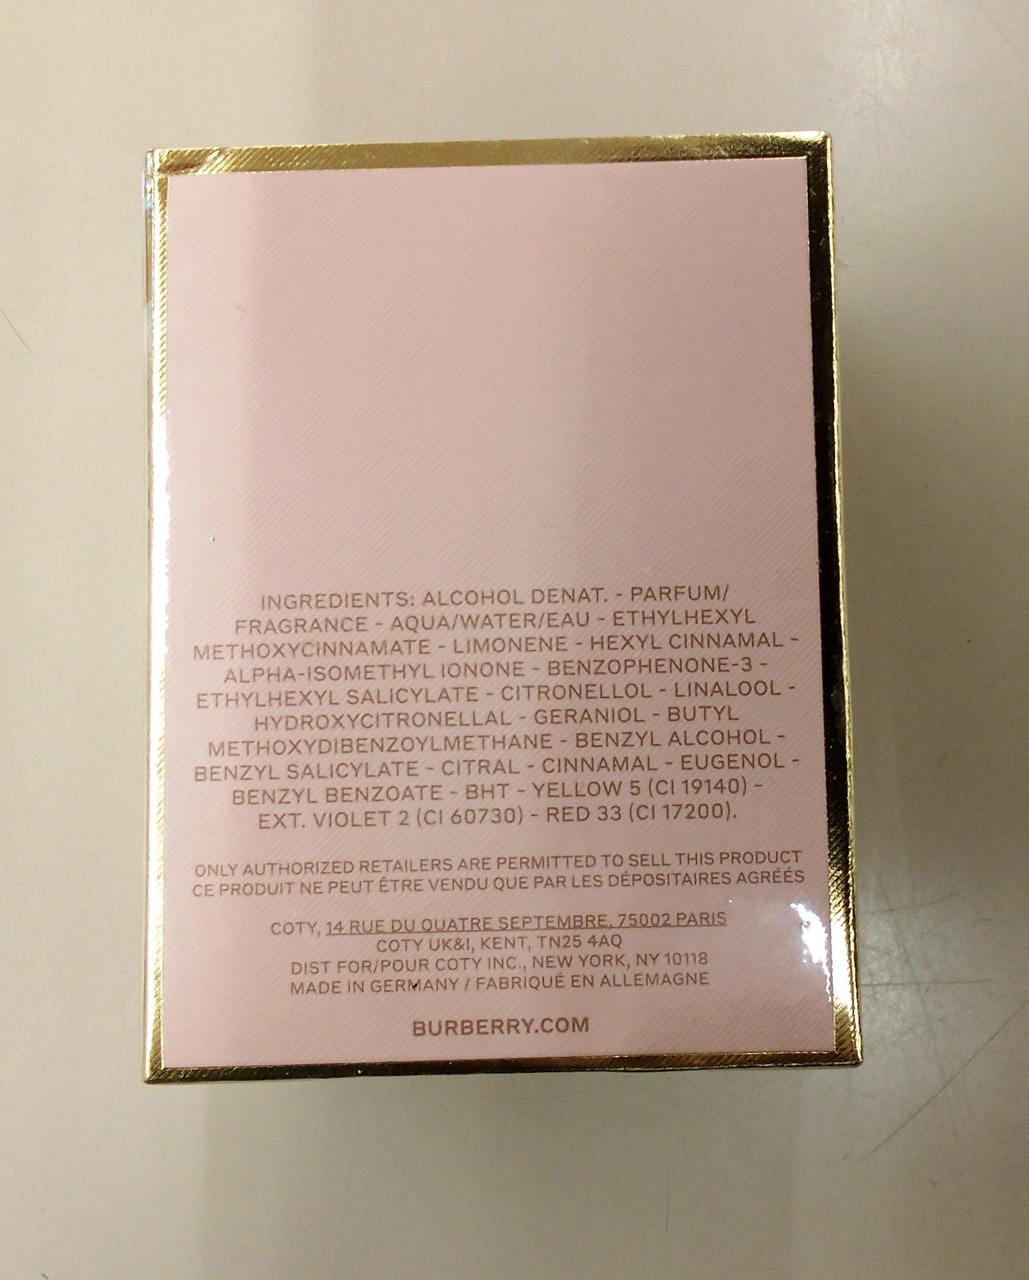 INGREDIENTS: ALCOHOL DENAT. - PARFUM/
FRAGRANCE - AQUA/WATER/EAU - ETHYLHEXYL
METHOXYCINNAMATE - LIMONENE - HEXYL CINNAMAL -
ALPHA-ISOMETHYL IONONE - BENZOPHENONE-3 -
ETHYLHEXYL SALICYLATE - CITRONELLOL - LINALOOL -
HYDROXYCITRONELLAL - GERANIOL - BUTYL
METHOXYDIBENZOYLMETHANE - BENZYL ALCOHOL -
BENZYL SALICYLATE - CITRAL - CINNAMAL - EUGENOL -
BENZYL BENZOATE - BHT - YELLOW 5 (CI 19140) -
EXT. VIOLET 2 (CI 60730) - RED 33 (CI 17200).
ONLY AUTHORIZED RETAILERS ARE PERMITTED TO SELL THIS PRODUCT
CE PRODUIT NE PEUT ÊTRE VENDU QUE PAR LES DÉPOSITAIRES AGRÉÉS
COTY, 14 RUE DU QUATRE SEPTEMBRE, 75002 PARIS
COTY UK&I, KENT, TN25 4AQ
DIST FOR/POUR COTY INC., NEW YORK, NY 10118
MADE IN GERMANY / FABRIQUÉ EN ALLEMAGNE
BURBERRY.COM